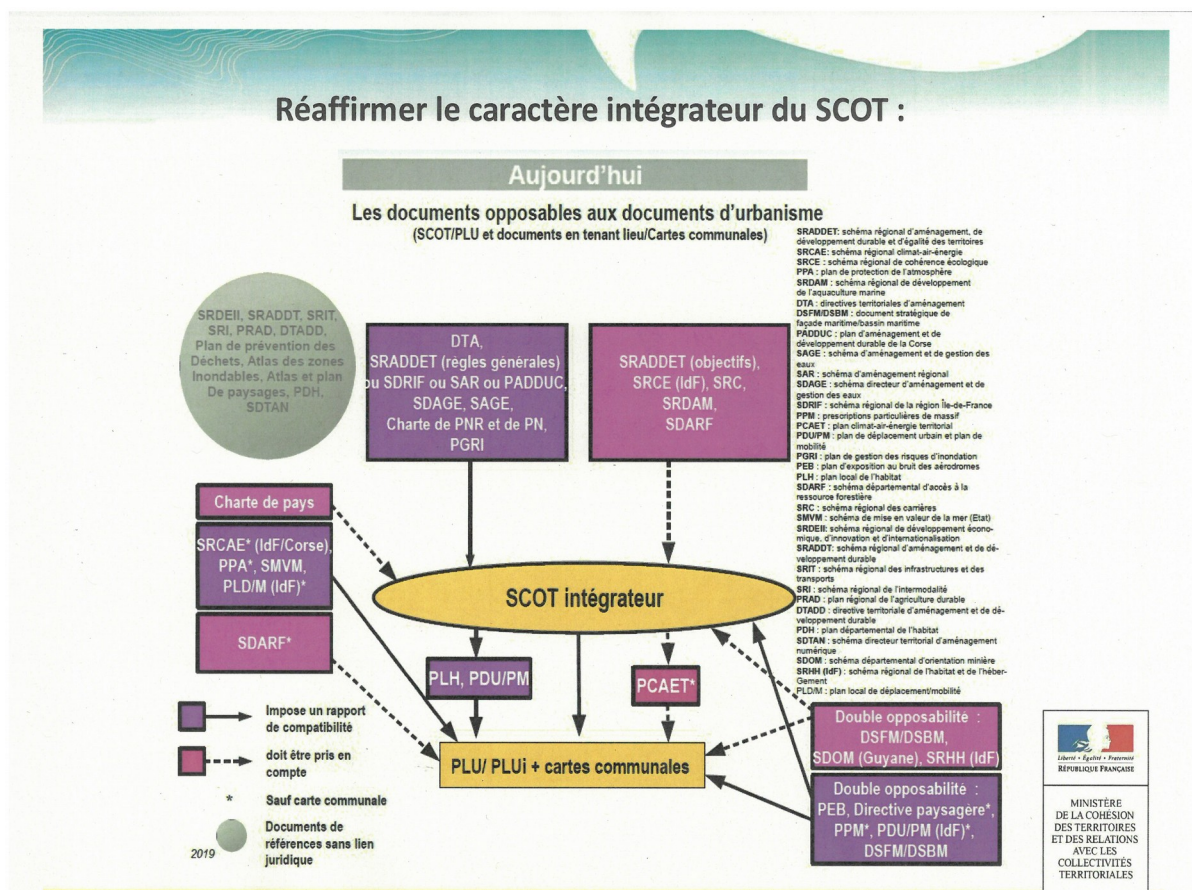 Réaffirmer le caractère intégrateur du SCOT :
Aujourd'hui
Les documents opposables aux documents d'urbanisme
(SCOT/PLU et documents en tenant lieu/Cartes communales)
SRDEII, SRADDT, SRIT,
SRI, PRAD, DTADD,
Plan de prévention des
Déchets, Atlas des zones
Inondables, Atlas et plan
De paysages, PDH,
SDTAN
DTA,
SRADDET (règles générales)
ou SDRIF ou SAR ou PADDUC,
SDAGE, SAGE,
Charte de PNR et de PN,
PGRI
SRADDET (objectifs),
SRCE (IdF), SRC,
SRDAM,
SDARF
SRADDET: schéma régional d'aménagement, de
développement durable et d'égalité des territoires
SRCAE: schéma régional climat-air-énergie
SRCE : schéma régional de cohérence écologique
PPA : plan de protection de l'atmosphère
SRDAM : schéma régional de développement
de l'aquaculture marine
DTA : directives territoriales d'aménagement
DSFM/DSBM : document stratégique de
façade maritime/bassin maritime
PADDUC : plan d'aménagement et de
développement durable de la Corse
SAGE : schéma d'aménagement et de gestion des
eaux
SAR : schéma d'aménagement régional
SDAGE : schéma directeur d'aménagement et de
gestion des eaux
SDRIF : schéma régional de la région Île-de-France
PPM : prescriptions particulières de massif
PCAET : plan climat-air-énergie territorial
PDU/PM : plan de déplacement urbain et plan de
mobilité
PGRI : plan de gestion des risques d'inondation
PEB : plan d'exposition au bruit des aérodromes
PLH : plan local de l'habitat
SDARF : schéma départemental d'accès à la
ressource forestière
SRC : schéma régional des carrières
SMVM : schéma de mise en valeur de la mer (Etat)
SRDEII: schéma régional de développement écono-
mique, d'innovation et d'internationalisation
SRADDT: schéma régional d'aménagement et de dé-
veloppement durable
SRIT : schéma régional des infrastructures et des
transports
SRI : schéma régional de l'intermodalité
PRAD : plan régional de l'agriculture durable
DTADD : directive territoriale d'aménagement et de dé-
veloppement durable
PDH : plan départemental de l'habitat
SDTAN : schéma directeur territorial d'aménagement
numérique
SDOM : schéma départemental d'orientation minière
SRHH (IdF) : schéma régional de l'habitat et de l'héber-
Gement
PLD/M : plan local de déplacement/mobilité
Charte de pays
SRCAE* (IdF/Corse),
PPA*, SMVM,
PLD/M (IdF)*
SDARF*
SCOT intégrateur
PLH, PDU/PM
PCAET*
PLU/ PLUi + cartes communales
Double opposabilité :
DSFM/DSBM,
SDOM (Guyane), SRHH (IdF)
Double opposabilité :
PEB, Directive paysagère*,
PPM*, PDU/PM (IdF)*,
DSFM/DSBM
Impose un rapport
de compatibilité
doit être pris en
compte
* Sauf carte communale
Documents de
références sans lien
juridique
2019
Liberté • Égalité • Fraternité
RÉPUBLIQUE FRANÇAISE
MINISTÈRE
DE LA COHÉSION
DES TERRITOIRES
ET DES RELATIONS
AVEC LES
COLLECTIVITÉS
TERRITORIALES